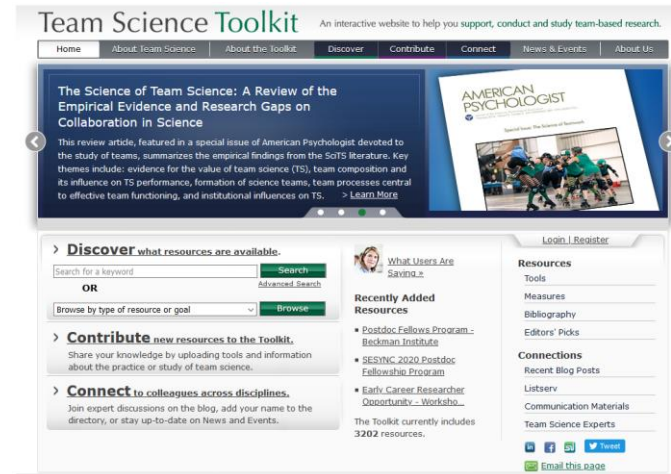 Team Science Toolkit
An interactive website to help you support, conduct and study team-based research.
Home About Team Science About the Toolkit Discover Contribute Connect News & Events About Us
The Science of Team Science: A Review of the
Empirical Evidence and Research Gaps on
Collaboration in Science
This review article, featured in a special issue of American Psychologist devoted to
the study of teams, summarizes the empirical findings from the SciTS literature. Key
themes include: evidence for the value of team science (TS), team composition and
its influence on TS performance, formation of science teams, team processes central
to effective team functioning, and institutional influences on TS. > Learn More
AMERICAN
PSYCHOLOGIST
Special Issue: The Science of Teamwork
> Discover what resources are available.
Search for a keyword
Search
OR
Advanced Search
Browse by type of resource or goal
Browse
> Contribute new resources to the Toolkit.
Share your knowledge by uploading tools and information
about the practice or study of team science.
> Connect to colleagues across disciplines.
Join expert discussions on the blog, add your name to the
directory, or stay up-to-date on News and Events.
What Users Are
Saving »
Recently Added
Resources
Postdoc Fellows Program -
Beckman Institute
SESYNC 2020 Postdoc
Fellowship Program
Early Career Researcher
Opportunity - Worksho...
The Toolkit currently includes
3202 resources.
Login | Register
Resources
Tools
Measures
Bibliography
Editors' Picks
Connections
Recent Blog Posts
Listserv
Communication Materials
Team Science Experts
in f Tweet
Email this page